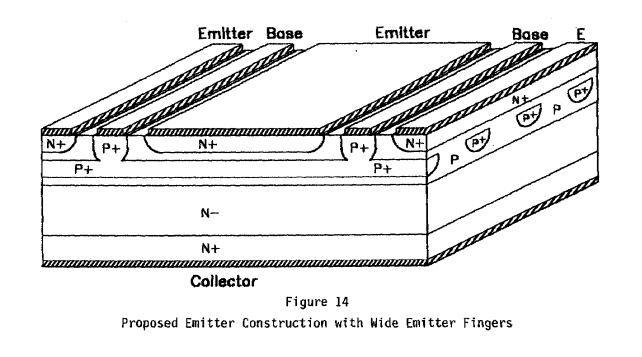 Emitter Base Emitter Base E
N+ P+ N+ P+ N+ N+ P+ P P+ P P+
P+ P+
N-
N+
Collector
Figure 14
Proposed Emitter Construction with Wide Emitter Fingers